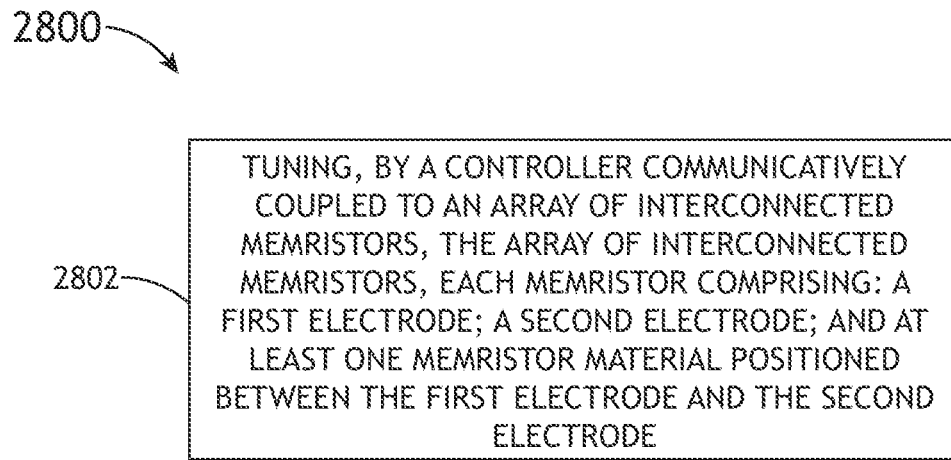 2800
TUNING, BY A CONTROLLER COMMUNICATIVELY
COUPLED TO AN ARRAY OF INTERCONNECTED
MEMRISTORS, THE ARRAY OF INTERCONNECTED
2802
MEMRISTORS, EACH MEMRISTOR COMPRISING: A
FIRST ELECTRODE; A SECOND ELECTRODE; AND AT
LEAST ONE MEMRISTOR MATERIAL POSITIONED
BETWEEN THE FIRST ELECTRODE AND THE SECOND
ELECTRODE